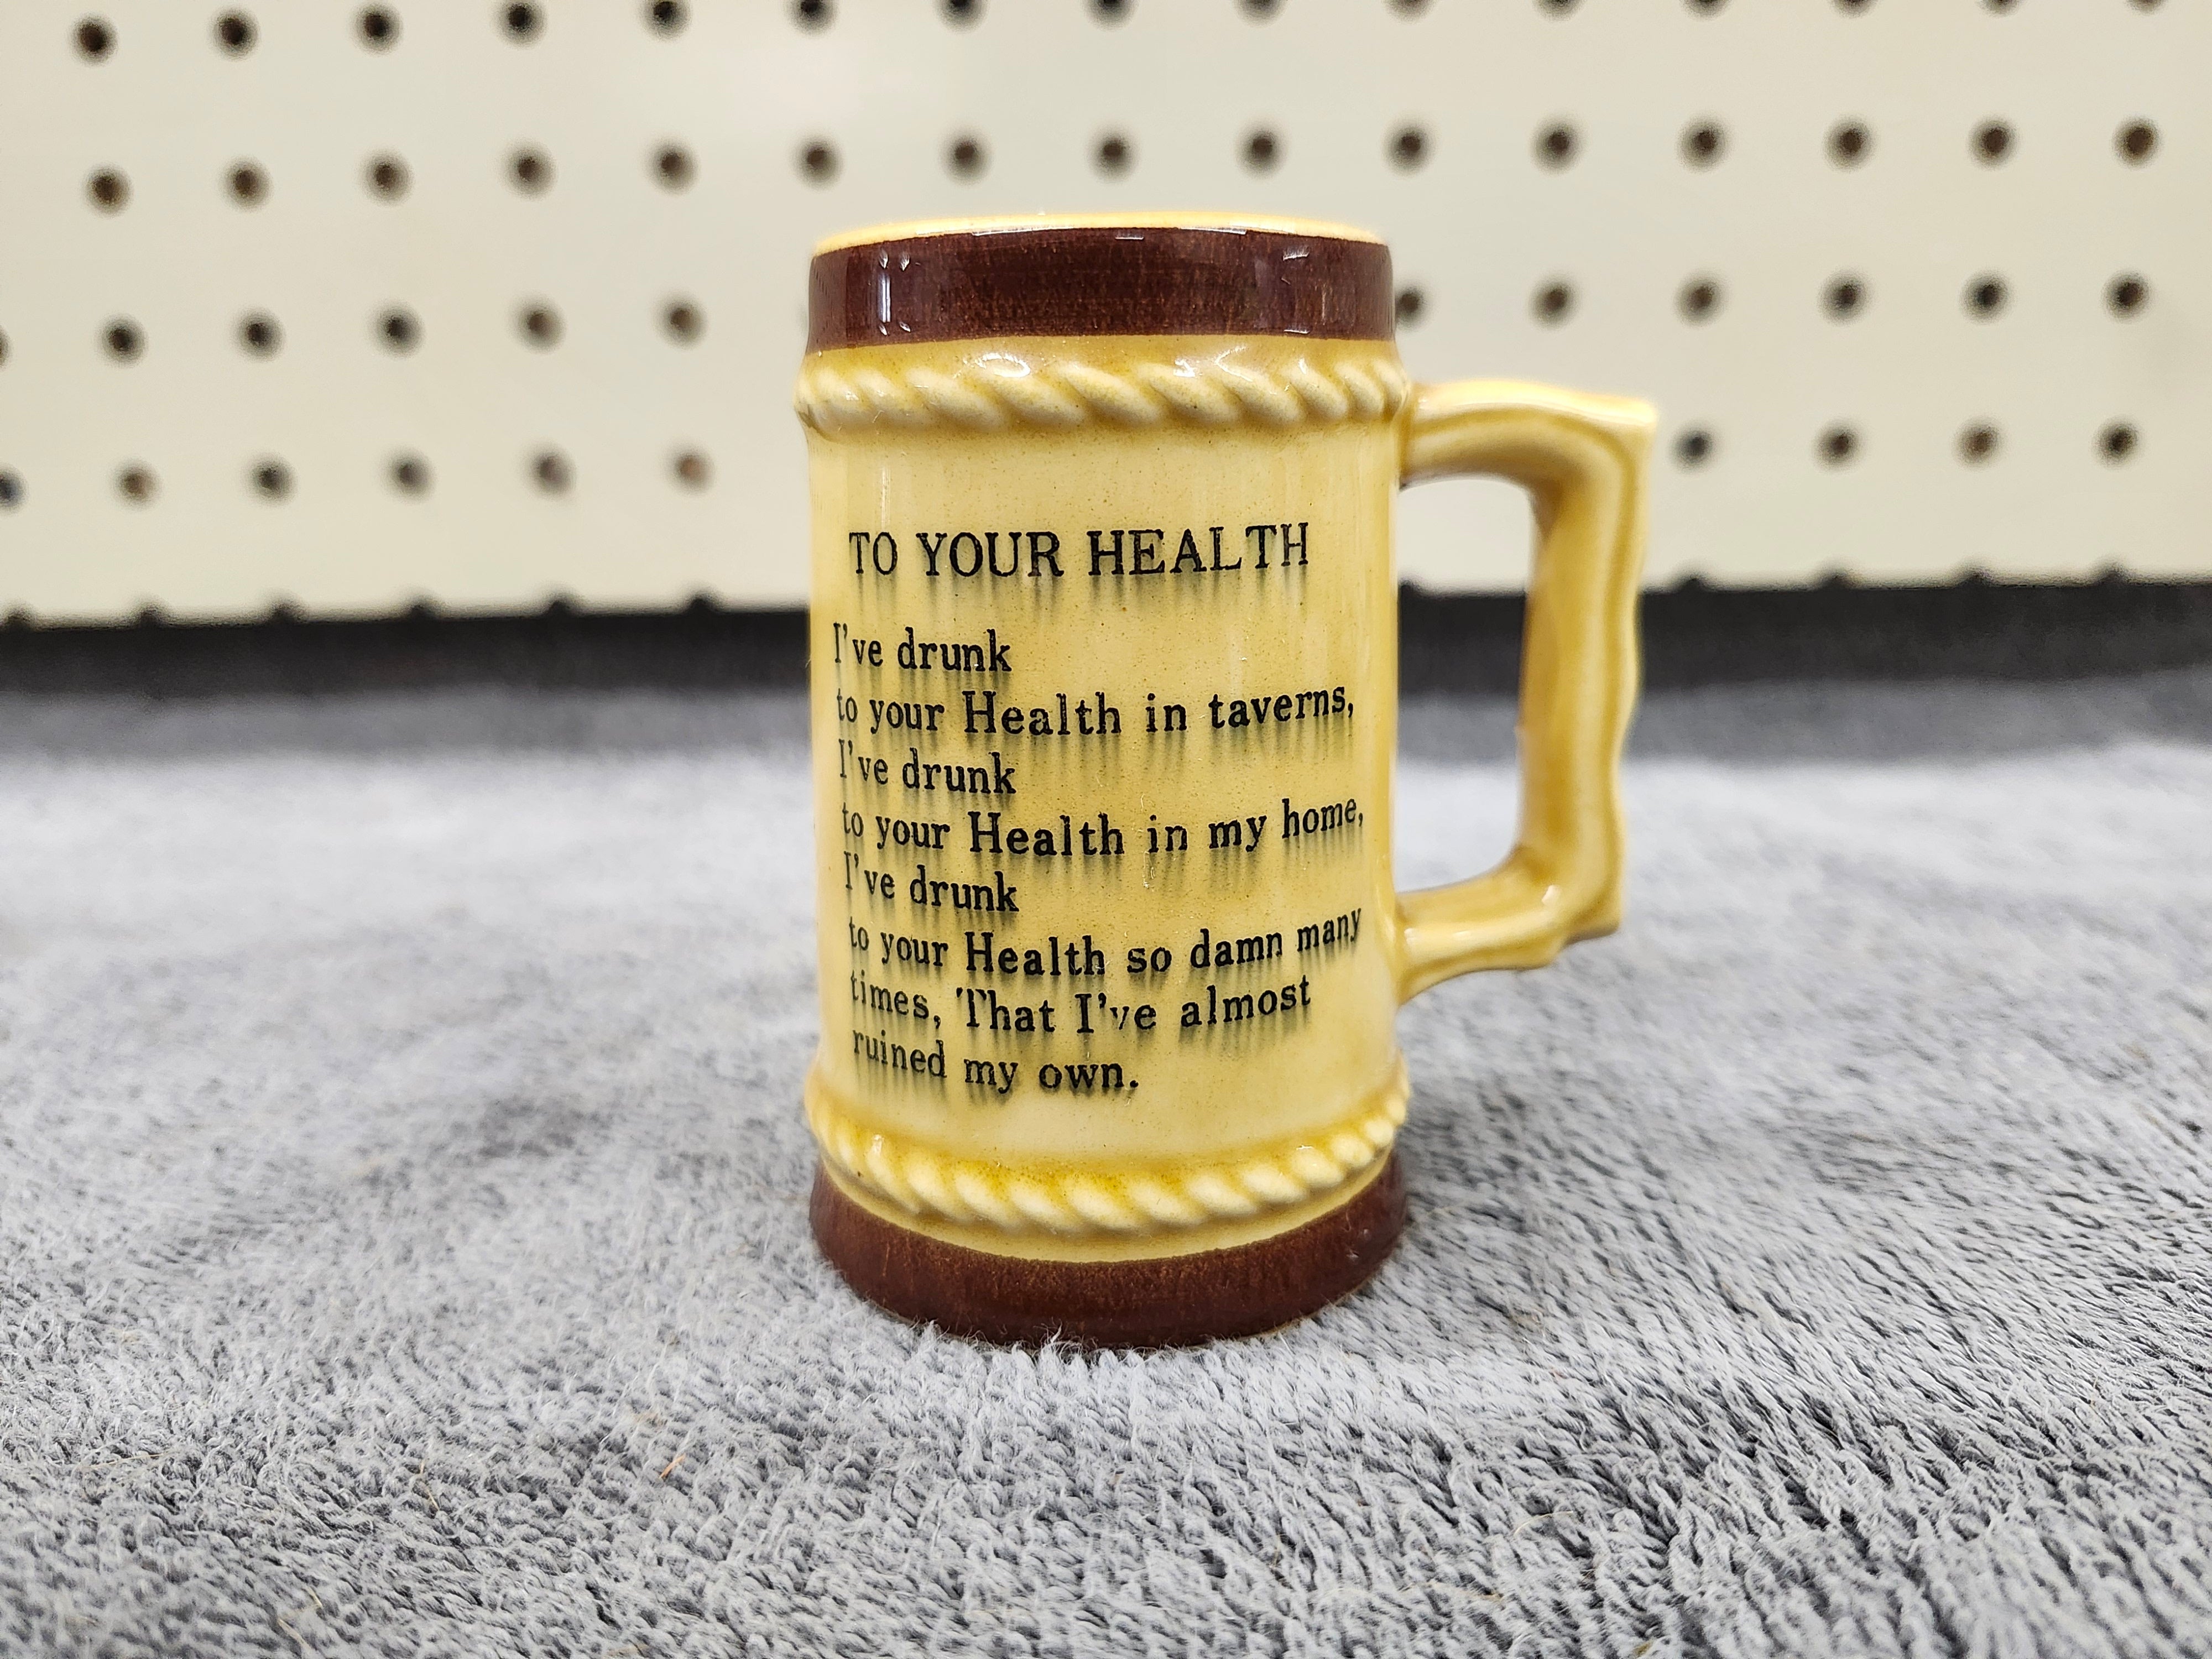 TO YOUR HEALTH
I've drunk
to your Health in taverns,
I've drunk
to your Health in my home,
I've drunk
to your Health so damn many
times, That I've almost
ruined my own.